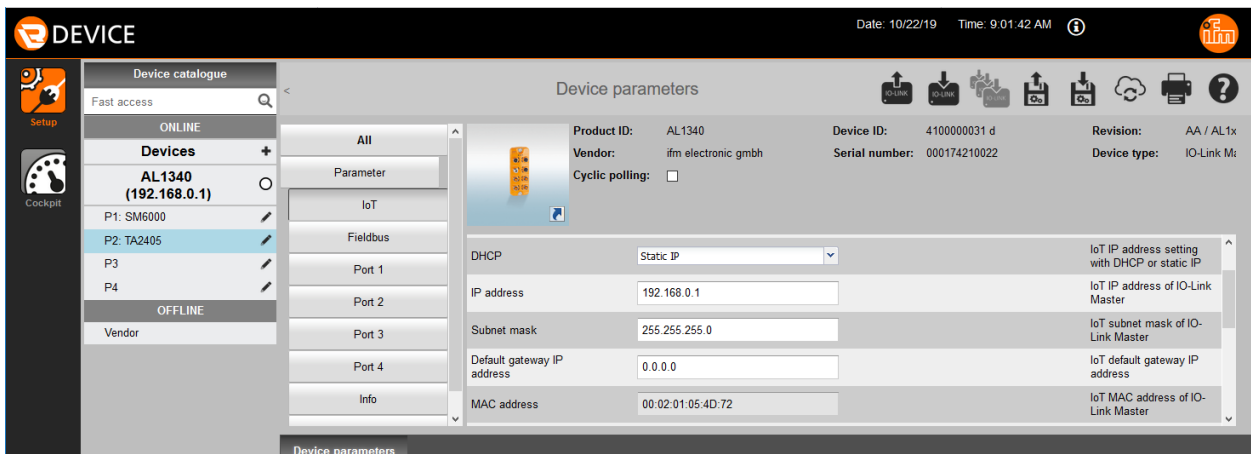 DEVICE
Date: 10/22/19 Time: 9:01:42 AM
ifm
Setup
Cockpit
Device catalogue
Fast access
ONLINE
Devices +
AL1340
(192.168.0.1)
P1: SM6000
P2: TA2405
P3
P4
OFFLINE
Vendor
<
Device parameters
IO-LINK
IO-LINK
IO-LINK
All
Parameter
IoT
Fieldbus
Port 1
Port 2
Port 3
Port 4
Info
Product ID: AL1340 Device ID: 4100000031 d Revision: AA / AL1x
Vendor: ifm electronic gmbh Serial number: 000174210022 Device type: IO-Link Ma
Cyclic polling:
DHCP Static IP IoT IP address setting
with DHCP or static IP
IP address 192.168.0.1 IoT IP address of IO-Link
Master
Subnet mask 255.255.255.0 IoT subnet mask of IO-
Link Master
Default gateway IP
address 0.0.0.0 IoT default gateway IP
address
MAC address 00:02:01:05:4D:72 IoT MAC address of IO-
Link Master
Device parameters